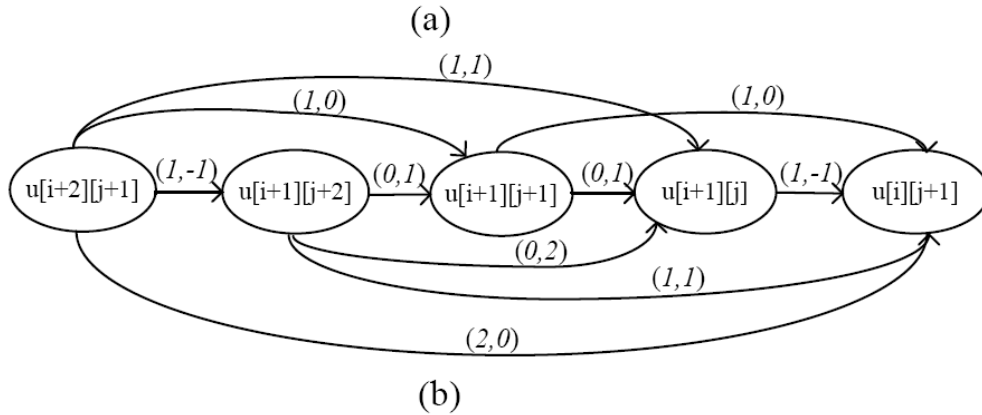 (a)
(1,1)
(1,0) (1,0)
u[i+2][j+1] (1,-1) u[i+1][j+2] (0,1) u[i+1][j+1] (0,1) u[i+1][j] (1,-1) u[i][j+1]
(0,2)
(1,1)
(2,0)
(b)